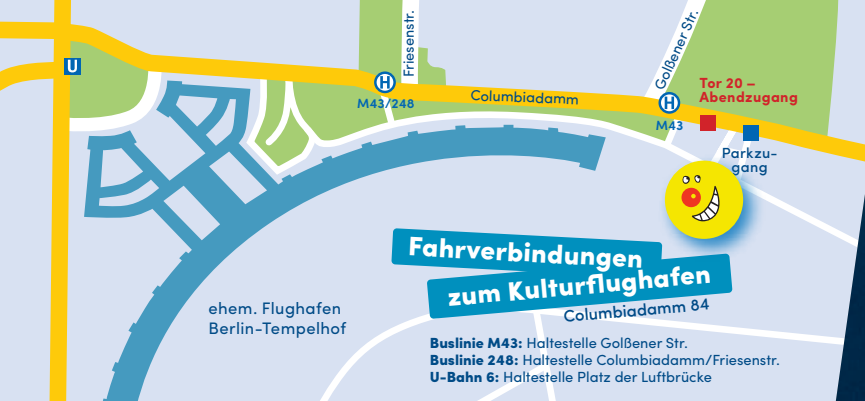 U
Friesenstr.
H
M43/248
Columbiadamm
Golßener Str.
H
M43
Tor 20 –
Abendzugang
Parkzu-
gang
Fahrverbindungen
zum Kulturflughafen
Columbiadamm 84
ehem. Flughafen
Berlin-Tempelhof
Buslinie M43: Haltestelle Golßener Str.
Buslinie 248: Haltestelle Columbiadamm/Friesenstr.
U-Bahn 6: Haltestelle Platz der Luftbrücke